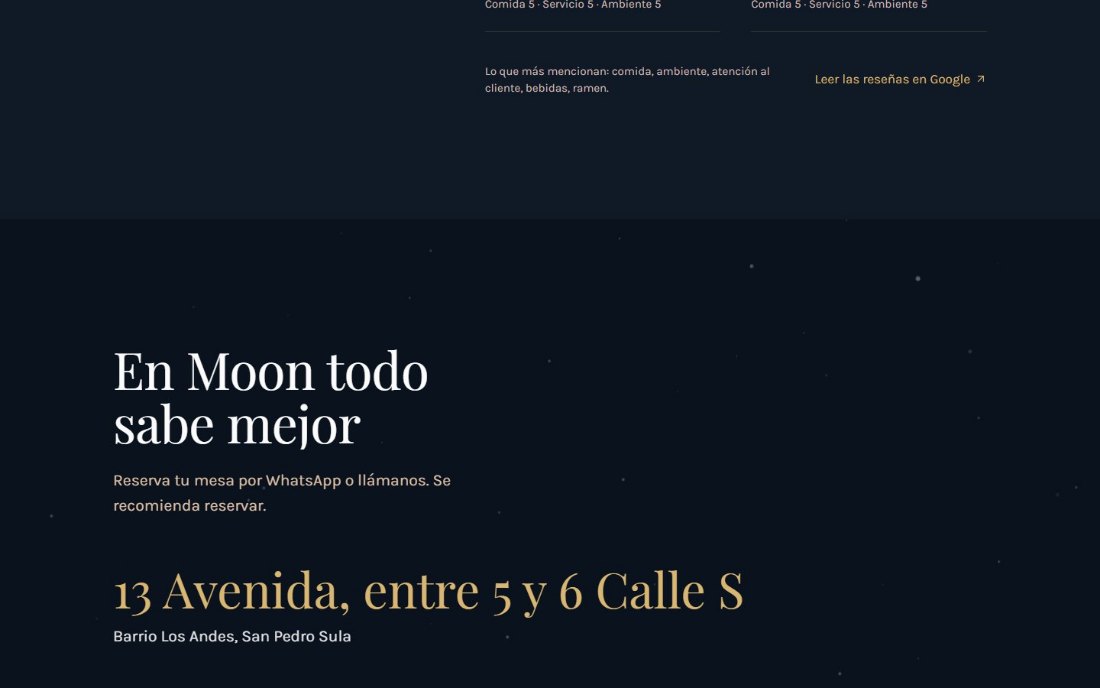 Comida 5 · Servicio 5 · Ambiente 5
Comida 5 · Servicio 5 · Ambiente 5
Lo que más mencionan: comida, ambiente, atención al
cliente, bebidas, ramen.
Leer las reseñas en Google ↗
En Moon todo
sabe mejor
Reserva tu mesa por WhatsApp o llámanos. Se
recomienda reservar.
13 Avenida, entre 5 y 6 Calle S
Barrio Los Andes, San Pedro Sula